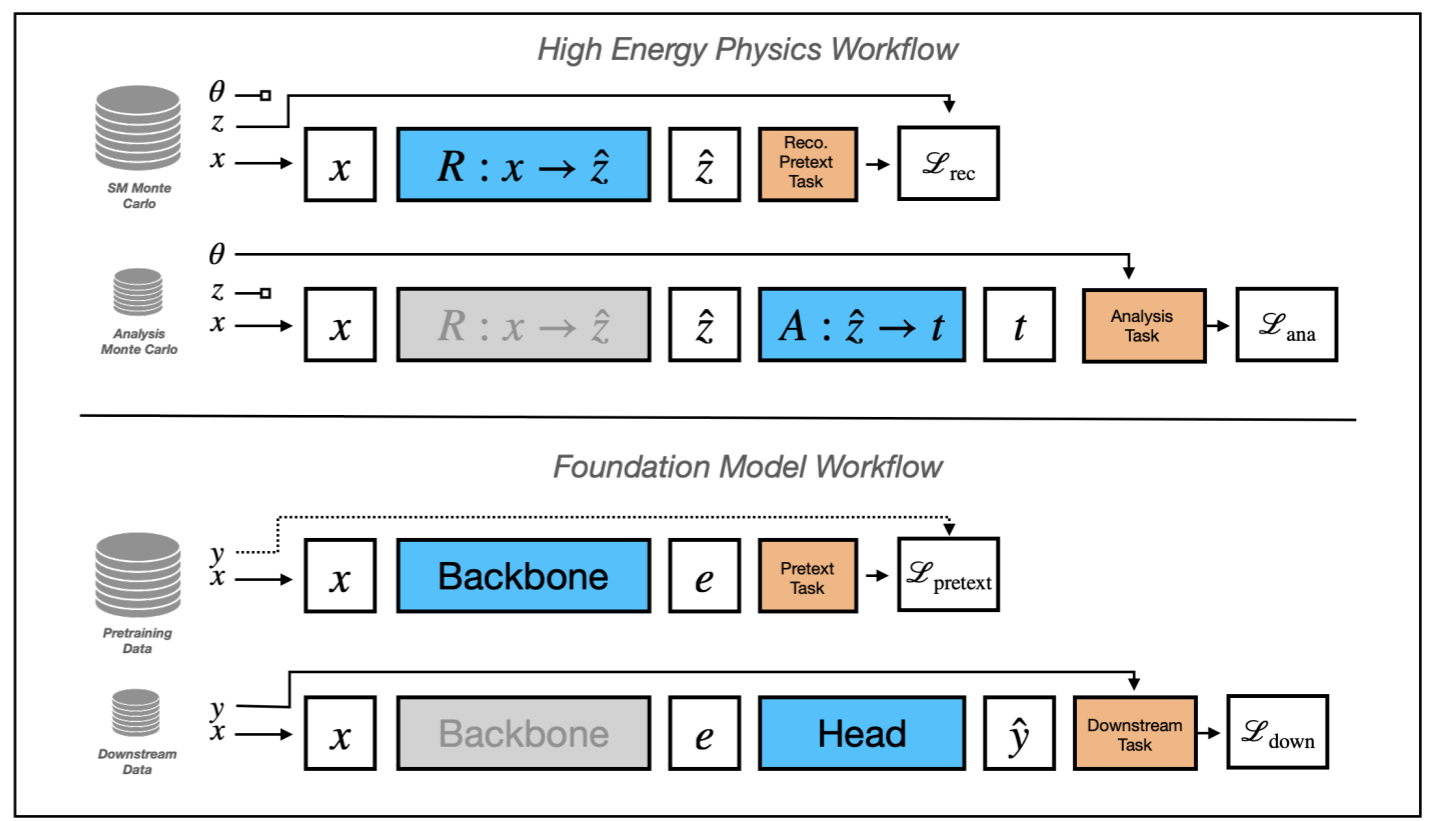 High Energy Physics Workflow
θ
z
x
SM Monte
Carlo
x
R : x → ẑ
ẑ
Reco.
Pretext
Task
ℒrec
θ
z
x
Analysis
Monte Carlo
x
R : x → ẑ
ẑ
A : ẑ → t
t
Analysis
Task
ℒana
Foundation Model Workflow
y
x
Pretraining
Data
x
Backbone
e
Pretext
Task
ℒpretext
y
x
Downstream
Data
x
Backbone
e
Head
ŷ
Downstream
Task
ℒdown